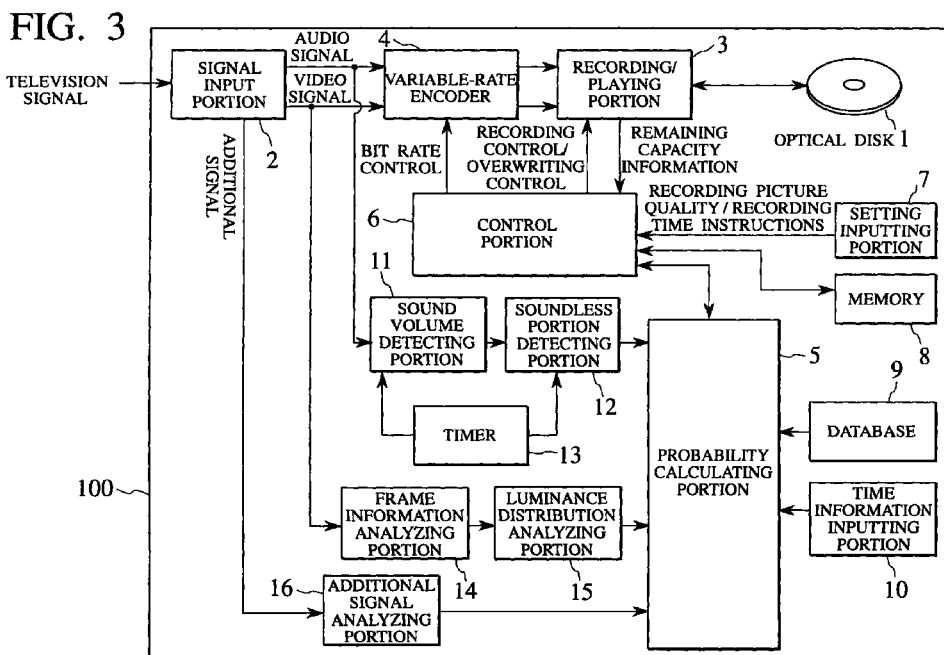 FIG. 3
TELEVISION
SIGNAL
SIGNAL
INPUT
PORTION
2
AUDIO
SIGNAL
VIDEO
SIGNAL
4
VARIABLE-RATE
ENCODER
3
RECORDING/
PLAYING
PORTION
OPTICAL DISK 1
ADDITIONAL
SIGNAL
BIT RATE
CONTROL
RECORDING
CONTROL/
OVERWRITING
CONTROL
REMAINING
CAPACITY
INFORMATION
6
CONTROL
PORTION
RECORDING PICTURE
QUALITY/RECORDING
TIME INSTRUCTIONS
7
SETTING
INPUTTING
PORTION
MEMORY
8
11
SOUND
VOLUME
DETECTING
PORTION
SOUNDLESS
PORTION
DETECTING
PORTION
12
5
PROBABILITY
CALCULATING
PORTION
9
DATABASE
TIMER
13
100
FRAME
INFORMATION
ANALYZING
PORTION
14
LUMINANCE
DISTRIBUTION
ANALYZING
PORTION
15
TIME
INFORMATION
INPUTTING
PORTION
10
16
ADDITIONAL
SIGNAL
ANALYZING
PORTION